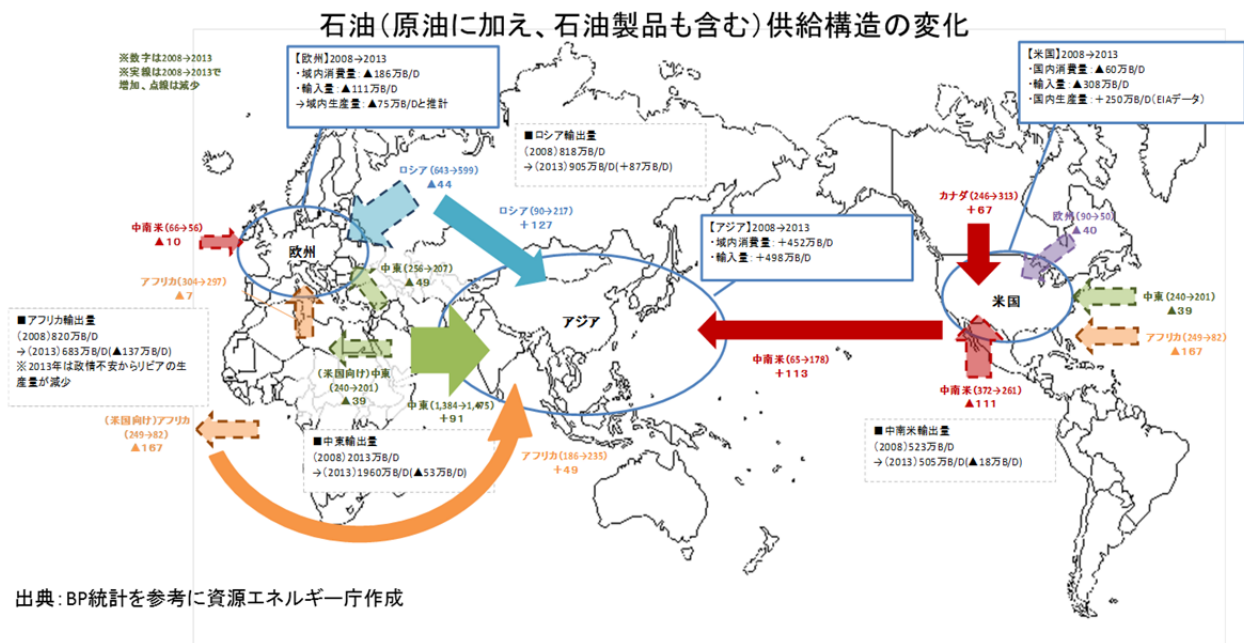 石油(原油に加え、石油製品も含む)供給構造の変化
※数字は2008→2013
※実線は2008→2013で
増加、点線は減少
【欧州】2008→2013
・域内消費量:▲186万B/D
・輸入量:▲111万B/D
→域内生産量:▲75万B/Dと推計
【米国】2008→2013
・国内消費量:▲60万B/D
・輸入量:▲308万B/D
・国内生産量:+250万B/D(EIAデータ)
■ロシア輸出量
(2008)818万B/D
→(2013)905万B/D(+87万B/D)
ロシア(643→599)
▲44
ロシア(90→217)
+127
カナダ(246→313)
+67
欧州(90→50)
▲40
【アジア】2008→2013
・域内消費量:+452万B/D
・輸入量:+498万B/D
中南米(66→56)
▲10
欧州
中東(256→207)
▲49
アフリカ(304→297)
▲7
アジア
米国
中東(240→201)
▲39
アフリカ(249→82)
▲167
■アフリカ輸出量
(2008)820万B/D
→(2013)683万B/D(▲137万B/D)
※2013年は政情不安からリビアの生
産量が減少
(米国向け)中東
(240→201)
▲39
中南米(65→178)
+113
中南米(372→261)
▲111
中東(1,384→1,475)
+91
(米国向け)アフリカ
(249→82)
▲167
■中東輸出量
(2008)2013万B/D
→(2013)1960万B/D(▲53万B/D)
アフリカ(186→235)
+49
■中南米輸出量
(2008)523万B/D
→(2013)505万B/D(▲18万B/D)
出典:BP統計を参考に資源エネルギー庁作成